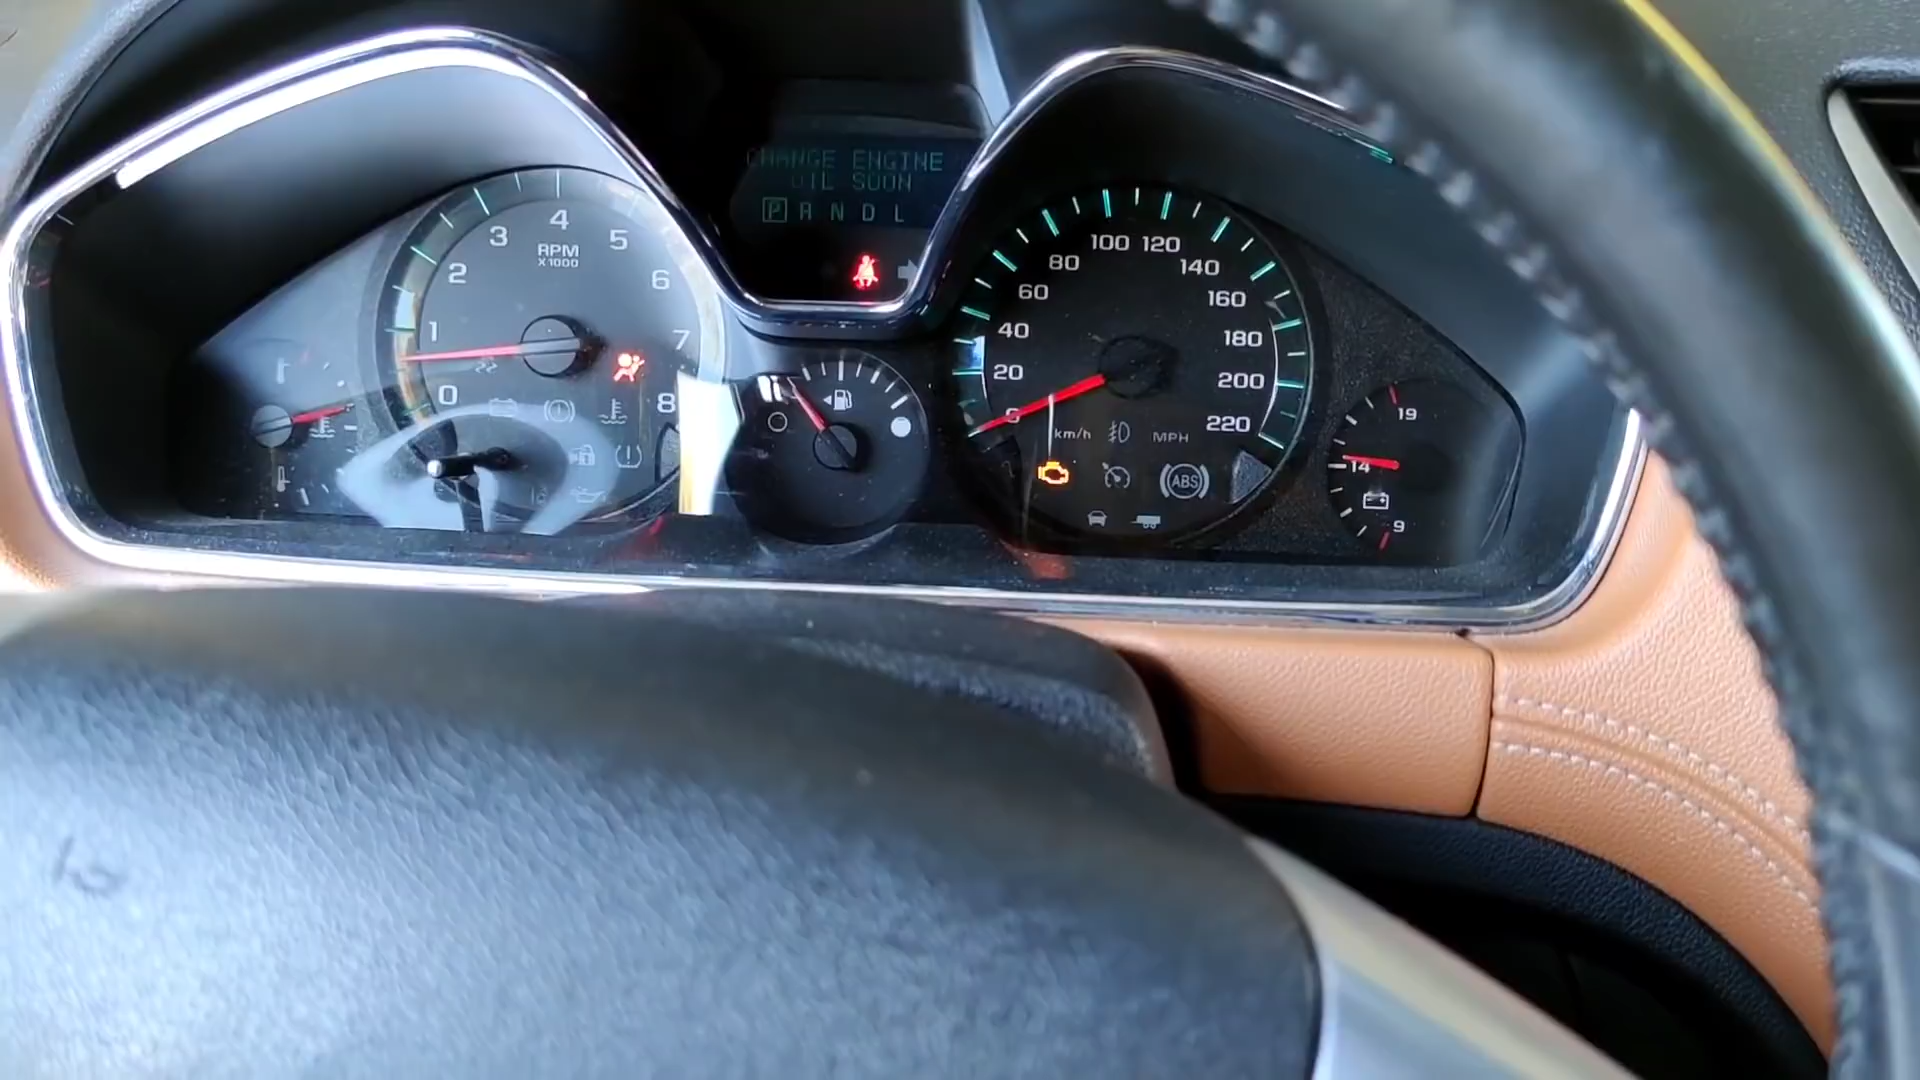 CHANGE ENGINE
OIL SOON
P R N D L
0 1 2 3 4 5 6 7 8
RPM
X1000
0 20 40 60 80 100 120 140 160 180 200 220
km/h
MPH
ABS
19
14
9